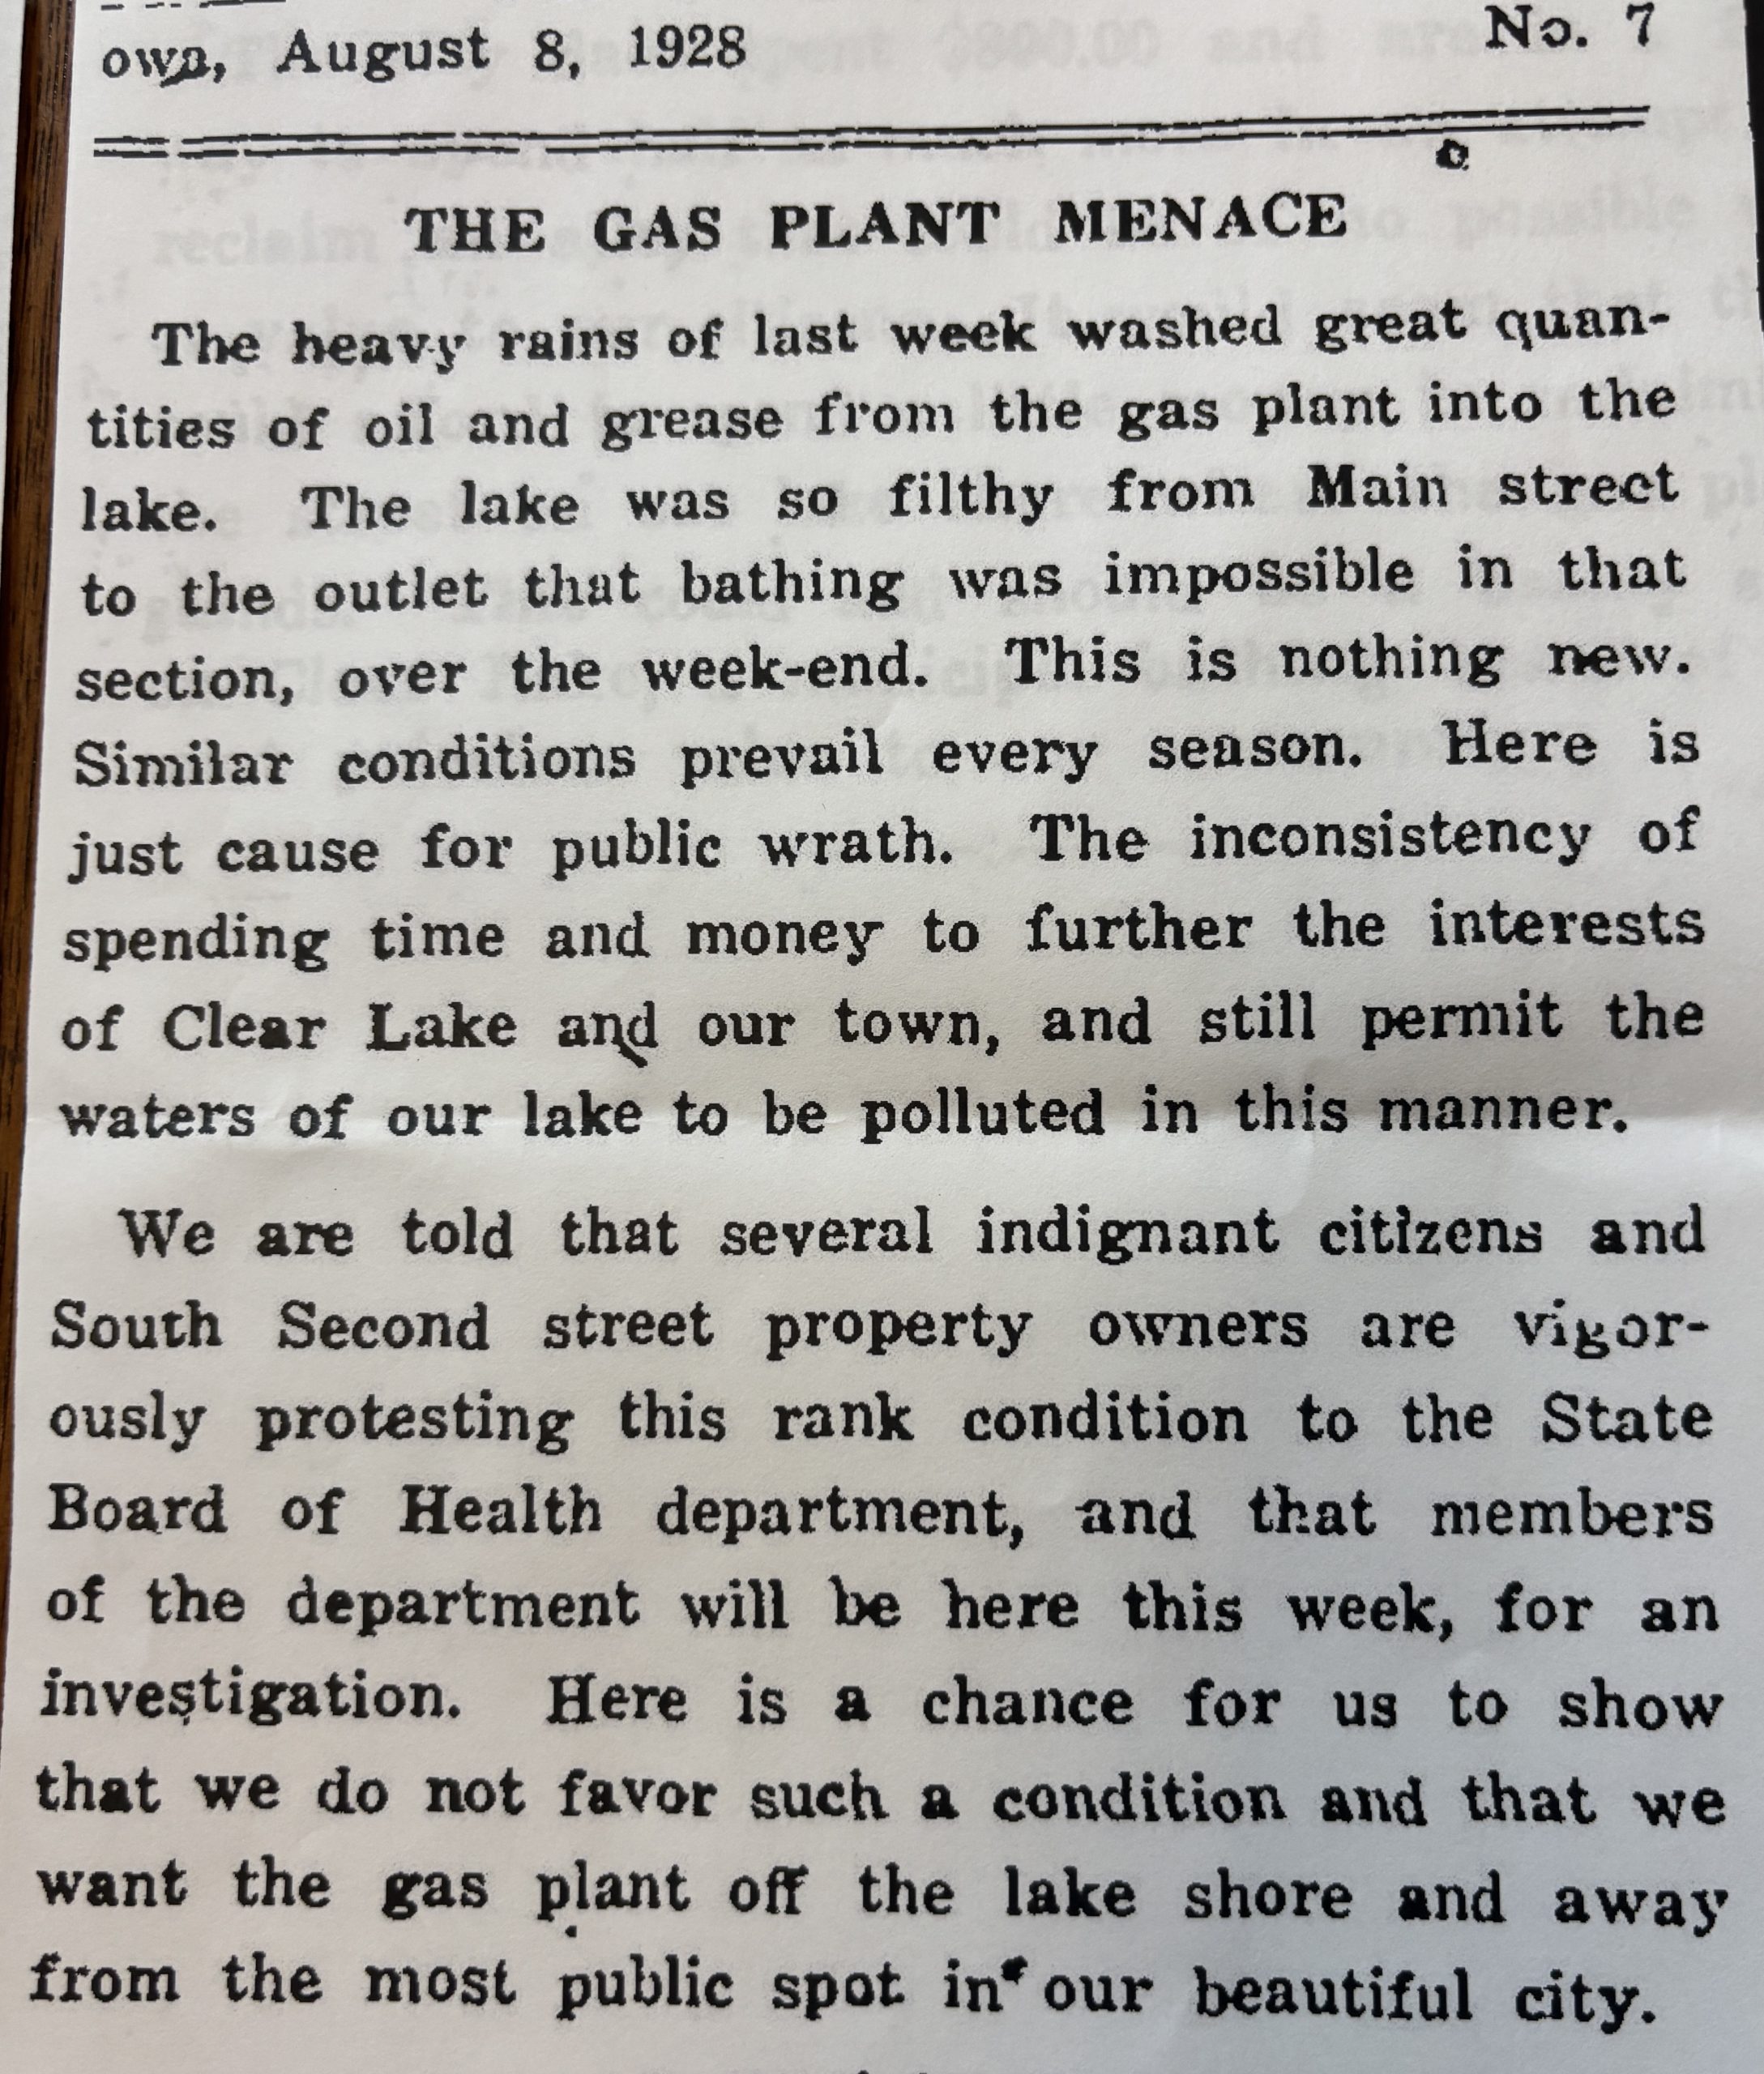 owa, August 8, 1928 No. 7
THE GAS PLANT MENACE
The heavy rains of last week washed great quan-
tities of oil and grease from the gas plant into the
lake. The lake was so filthy from Main street
to the outlet that bathing was impossible in that
section, over the week-end. This is nothing new.
Similar conditions prevail every season. Here is
just cause for public wrath. The inconsistency of
spending time and money to further the interests
of Clear Lake and our town, and still permit the
waters of our lake to be polluted in this manner.
We are told that several indignant citizens and
South Second street property owners are vigor-
ously protesting this rank condition to the State
Board of Health department, and that members
of the department will be here this week, for an
investigation. Here is a chance for us to show
that we do not favor such a condition and that we
want the gas plant off the lake shore and away
from the most public spot in our beautiful city.